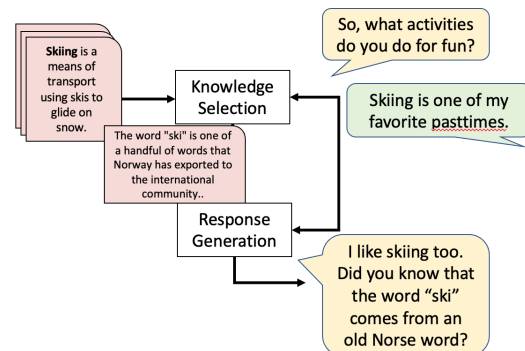 Skiing is a
means of
transport
using skis to
glide on
snow.
Knowledge
Selection
The word "ski" is one of
a handful of words that
Norway has exported to
the international
community..
Response
Generation
So, what activities
do you do for fun?
Skiing is one of my
favorite pasttimes.
I like skiing too.
Did you know that
the word “ski”
comes from an
old Norse word?